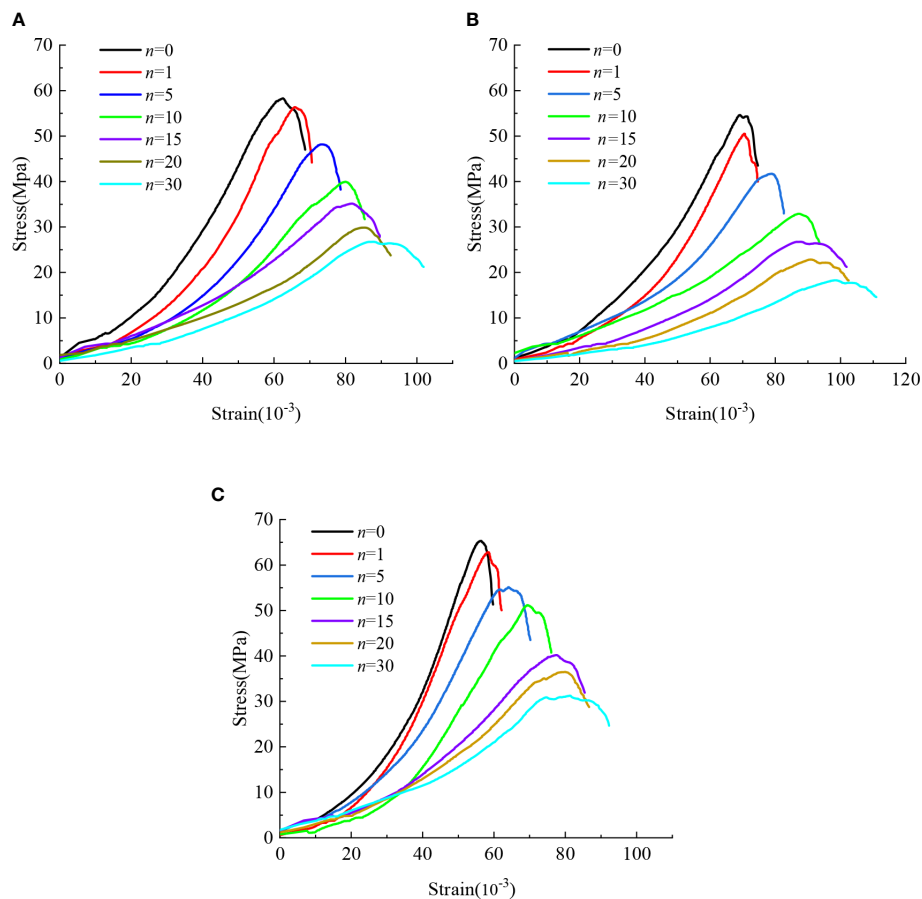 A
70
60
50
40
30
20
10
0
Stress(Mpa)
n=0
n=1
n=5
n=10
n=15
n=20
n=30
0 20 40 60 80 100
Strain(10⁻³)
B
70
60
50
40
30
20
10
0
Stress(MPa)
n=0
n=1
n=5
n=10
n=15
n=20
n=30
0 20 40 60 80 100 120
Strain(10⁻³)
C
70
60
50
40
30
20
10
0
Stress(MPa)
n=0
n=1
n=5
n=10
n=15
n=20
n=30
0 20 40 60 80 100
Strain(10⁻³)